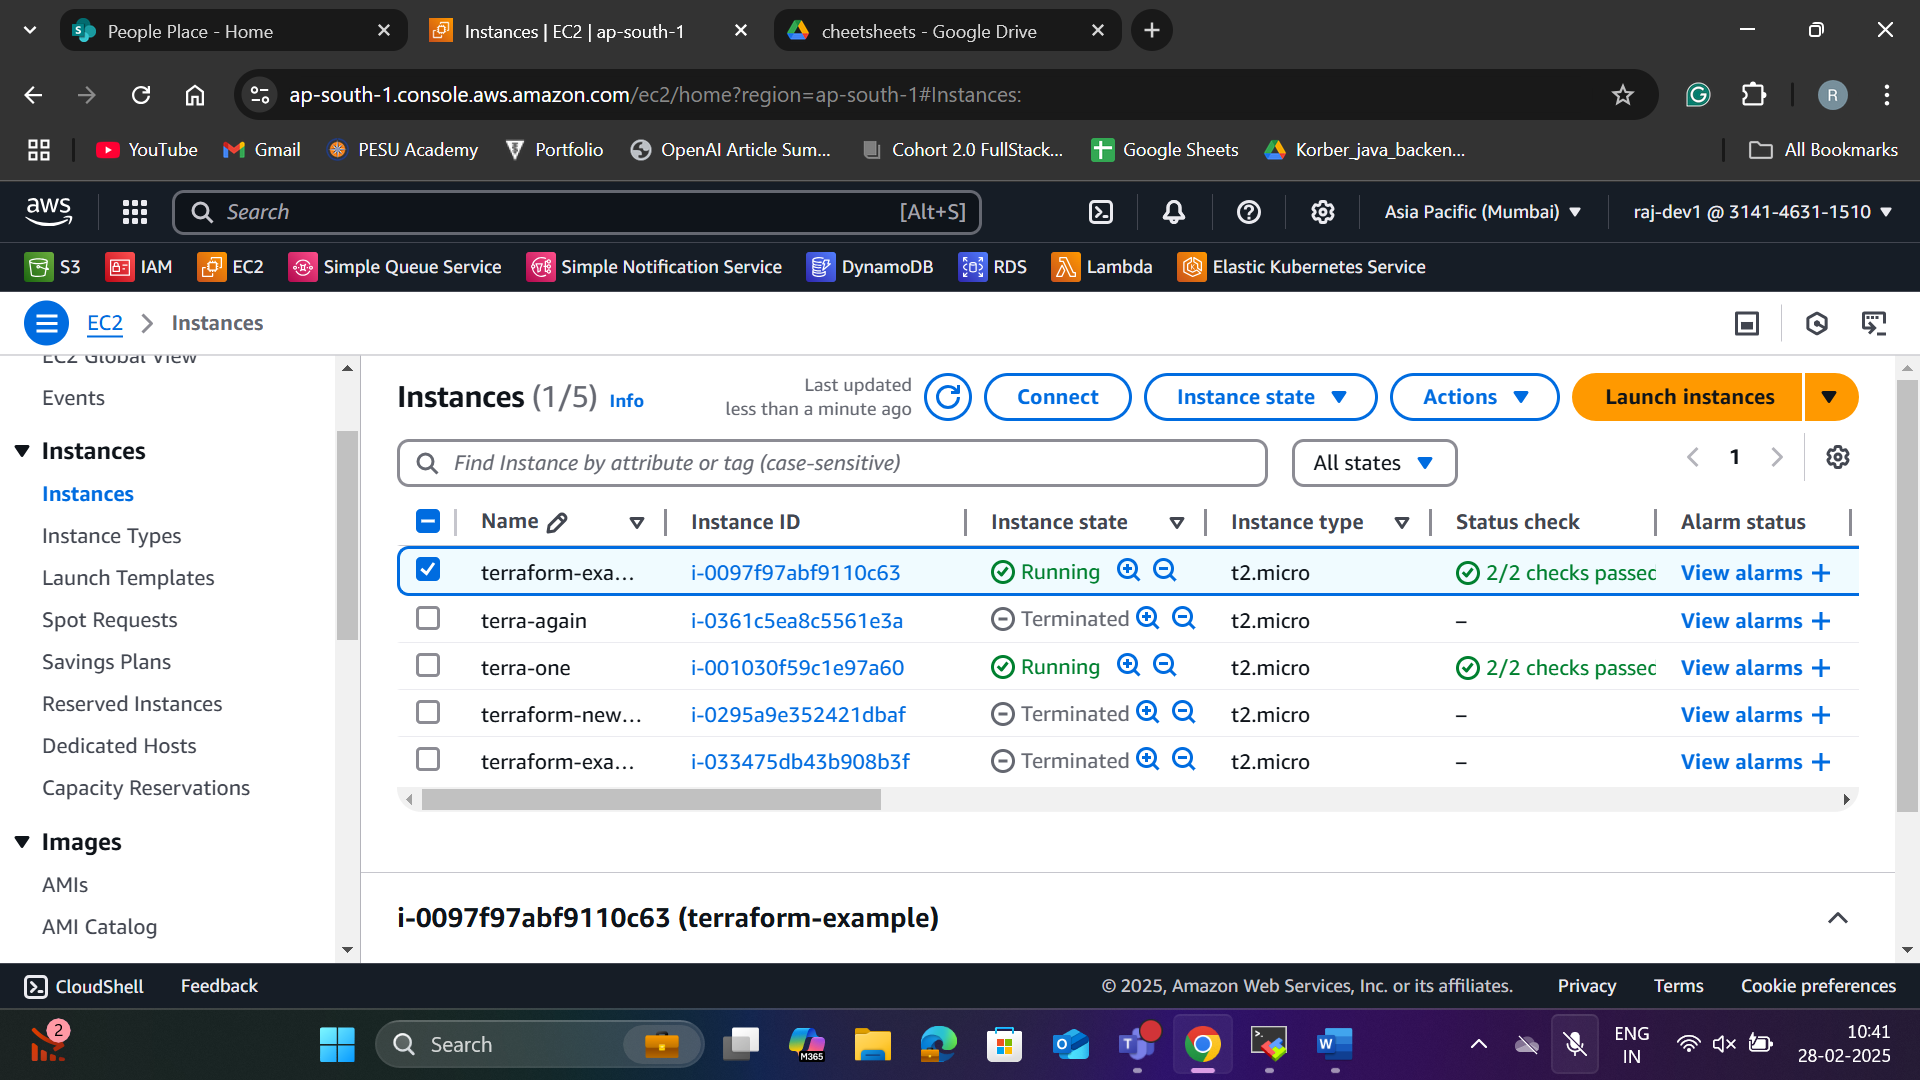 People Place - Home
Instances | EC2 | ap-south-1
cheetsheets - Google Drive
ap-south-1.console.aws.amazon.com/ec2/home?region=ap-south-1#Instances:
R
YouTube
Gmail
PESU Academy
Portfolio
OpenAI Article Sum...
Cohort 2.0 FullStack...
Google Sheets
Korber_java_backen...
All Bookmarks
aws
Search
[Alt+S]
Asia Pacific (Mumbai)
raj-dev1 @ 3141-4631-1510
S3
IAM
EC2
Simple Queue Service
Simple Notification Service
DynamoDB
RDS
Lambda
Elastic Kubernetes Service
EC2
Instances
EC2 Global View
Events
Instances
Instances
Instance Types
Launch Templates
Spot Requests
Savings Plans
Reserved Instances
Dedicated Hosts
Capacity Reservations
Images
AMIs
AMI Catalog
Instances (1/5) Info
Last updated
less than a minute ago
Connect
Instance state
Actions
Launch instances
Find Instance by attribute or tag (case-sensitive)
All states
1
Name Instance ID Instance state Instance type Status check Alarm status
terraform-exa... i-0097f97abf9110c63 Running t2.micro 2/2 checks passed View alarms +
terra-again i-0361c5ea8c5561e3a Terminated t2.micro – View alarms +
terra-one i-001030f59c1e97a60 Running t2.micro 2/2 checks passed View alarms +
terraform-new... i-0295a9e352421dbaf Terminated t2.micro – View alarms +
terraform-exa... i-033475db43b908b3f Terminated t2.micro – View alarms +
i-0097f97abf9110c63 (terraform-example)
CloudShell
Feedback
© 2025, Amazon Web Services, Inc. or its affiliates.
Privacy
Terms
Cookie preferences
2
Search
M365
ENG
IN
10:41
28-02-2025